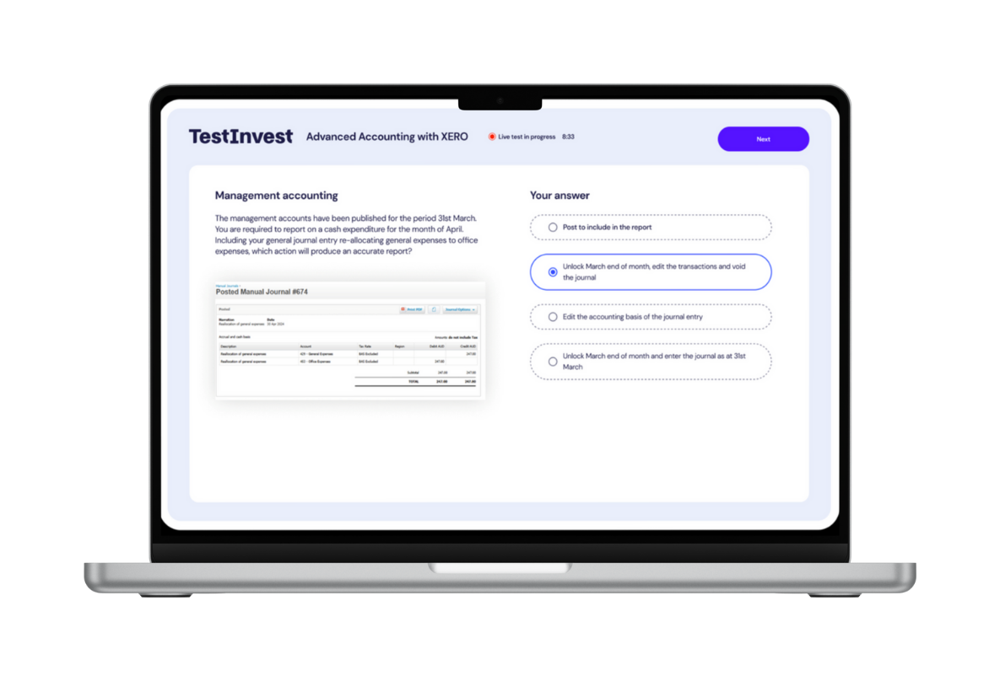 TestInvest
Advanced Accounting with XERO
Live test in progress 8:33
Next
Management accounting
The management accounts have been published for the period 31st March.
You are required to report on a cash expenditure for the month of April.
Including your general journal entry re-allocating general expenses to office
expenses, which action will produce an accurate report?
Manual Journals ›
Posted Manual Journal #674
Posted
Print PDF
Journal Options
Narration Date
Reallocation of general expenses 30 Apr 2024
Accrual and cash basis
Amounts do not include Tax
Description Account Tax Rate Region Debit AUD Credit AUD
Reallocation of general expenses 429 - General Expenses BAS Excluded 247.00
Reallocation of general expenses 453 - Office Expenses BAS Excluded 247.00
Subtotal 247.00 247.00
TOTAL 247.00 247.00
Your answer
Post to include in the report
Unlock March end of month, edit the transactions and void
the journal
Edit the accounting basis of the journal entry
Unlock March end of month and enter the journal as at 31st
March